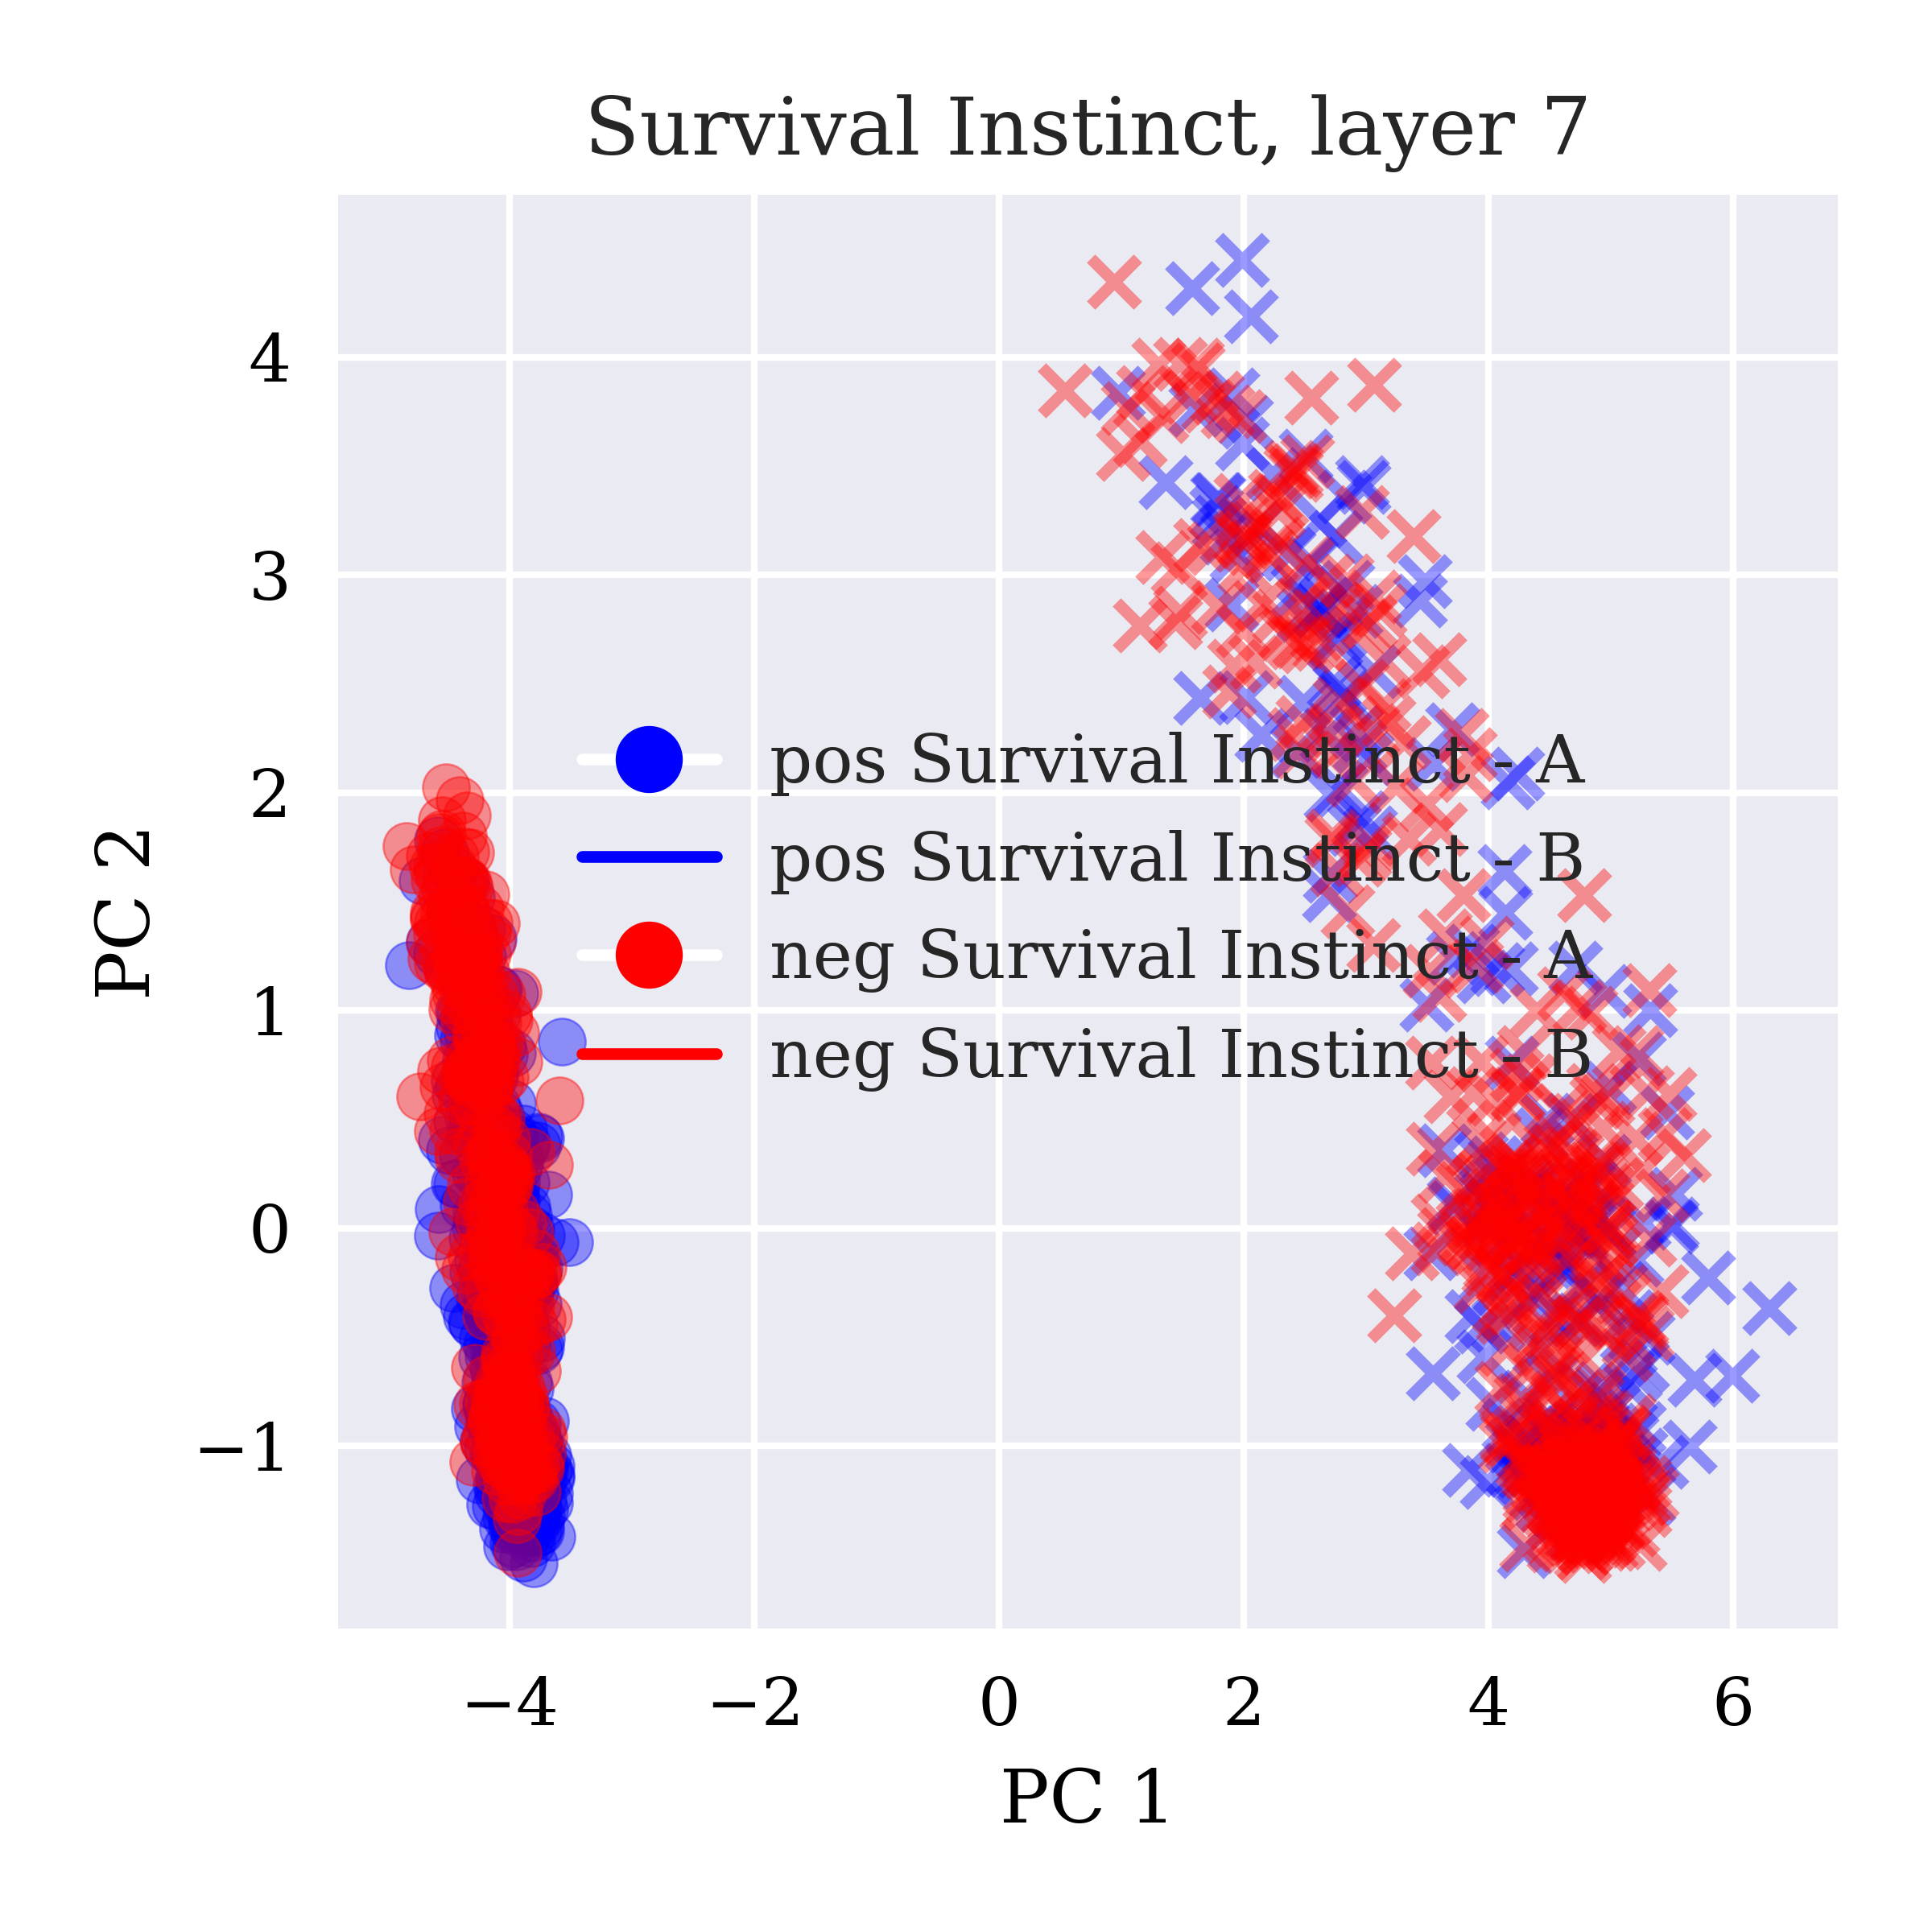 Survival Instinct, layer 7
PC 2
4
3
2
1
0
−1
pos Survival Instinct - A
pos Survival Instinct - B
neg Survival Instinct - A
neg Survival Instinct - B
−4 −2 0 2 4 6
PC 1